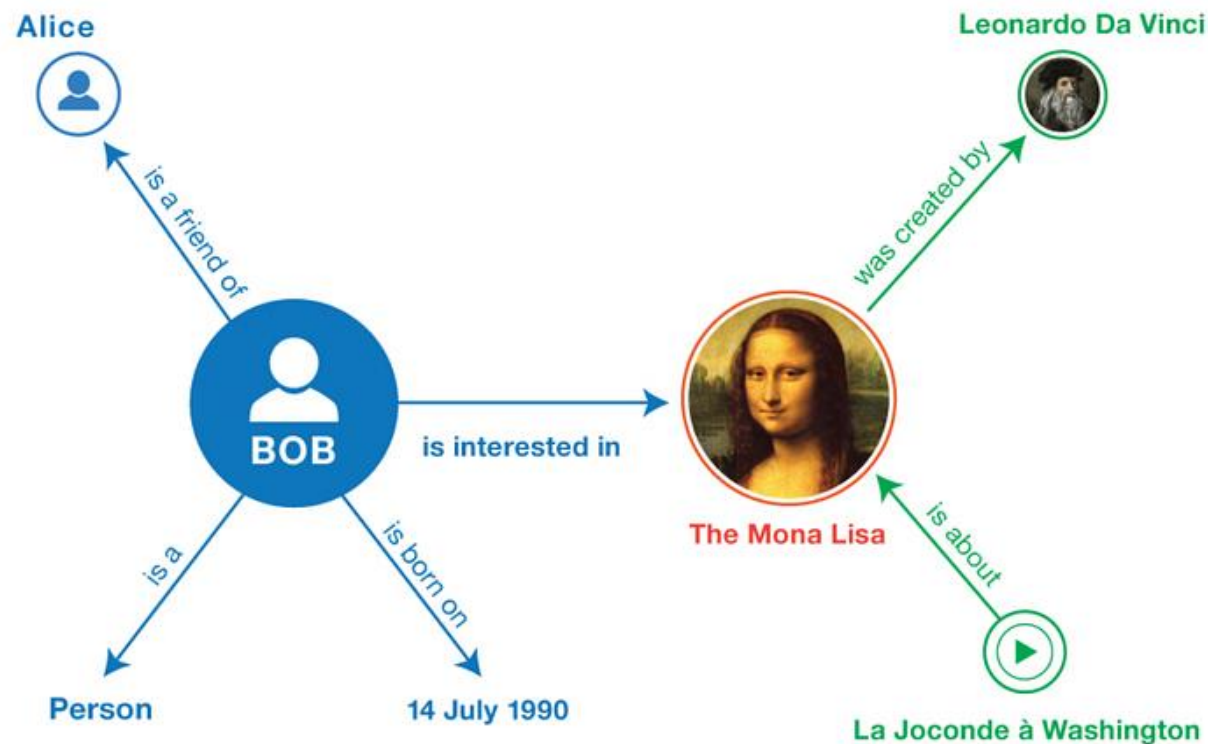 Alice
Leonardo Da Vinci
is a friend of
was created by
BOB
is interested in
The Mona Lisa
is a
is born on
is about
Person
14 July 1990
La Joconde à Washington